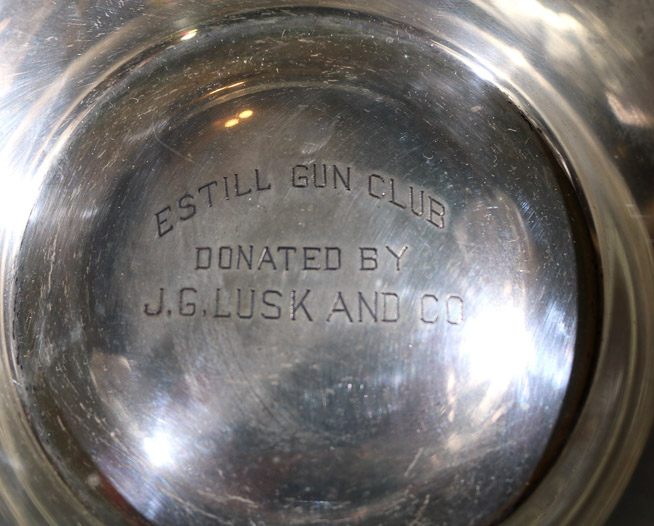 ESTILL GUN CLUB
DONATED BY
J.G.LUSK AND CO